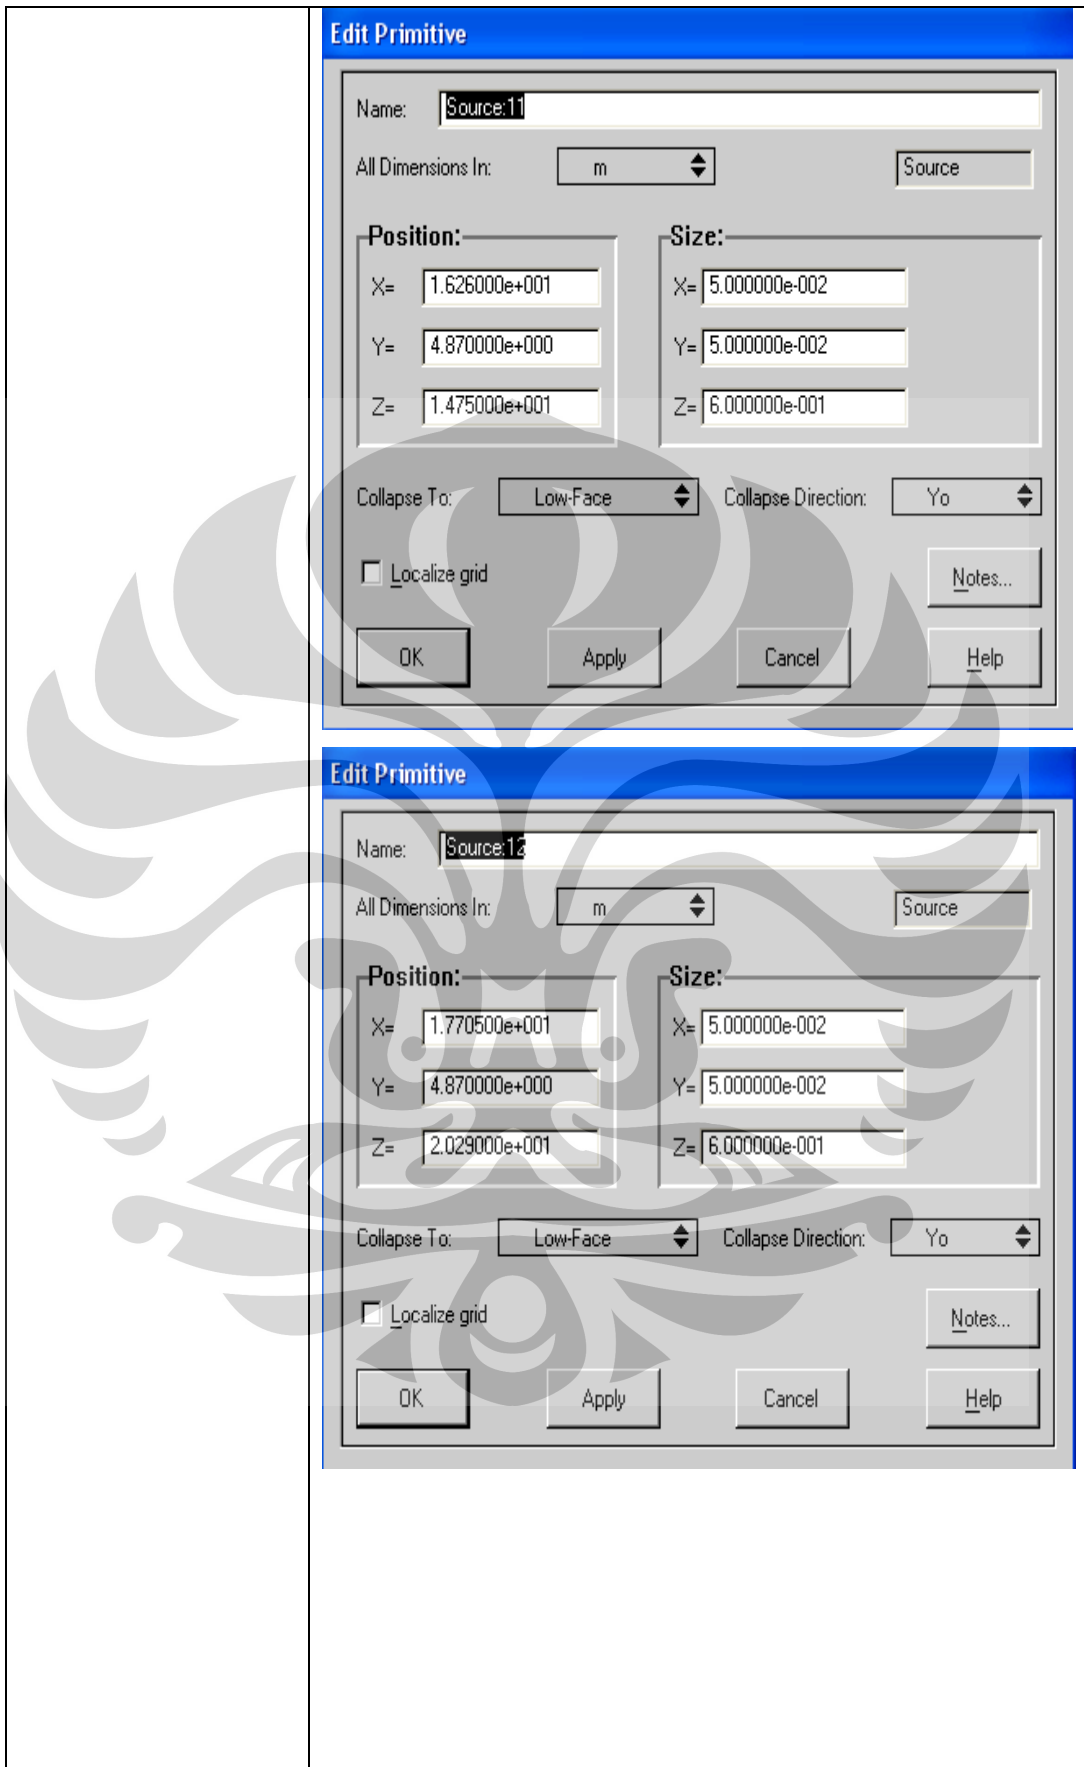 Edit Primitive
Name: Source:11
All Dimensions In: m Source
Position: Size:
X= 1.626000e+001 X= 5.000000e-002
Y= 4.870000e+000 Y= 5.000000e-002
Z= 1.475000e+001 Z= 6.000000e-001
Collapse To: Low-Face Collapse Direction: Yo
Localize grid Notes...
OK Apply Cancel Help
Edit Primitive
Name: Source:12
All Dimensions In: m Source
Position: Size:
X= 1.770500e+001 X= 5.000000e-002
Y= 4.870000e+000 Y= 5.000000e-002
Z= 2.029000e+001 Z= 6.000000e-001
Collapse To: Low-Face Collapse Direction: Yo
Localize grid Notes...
OK Apply Cancel Help